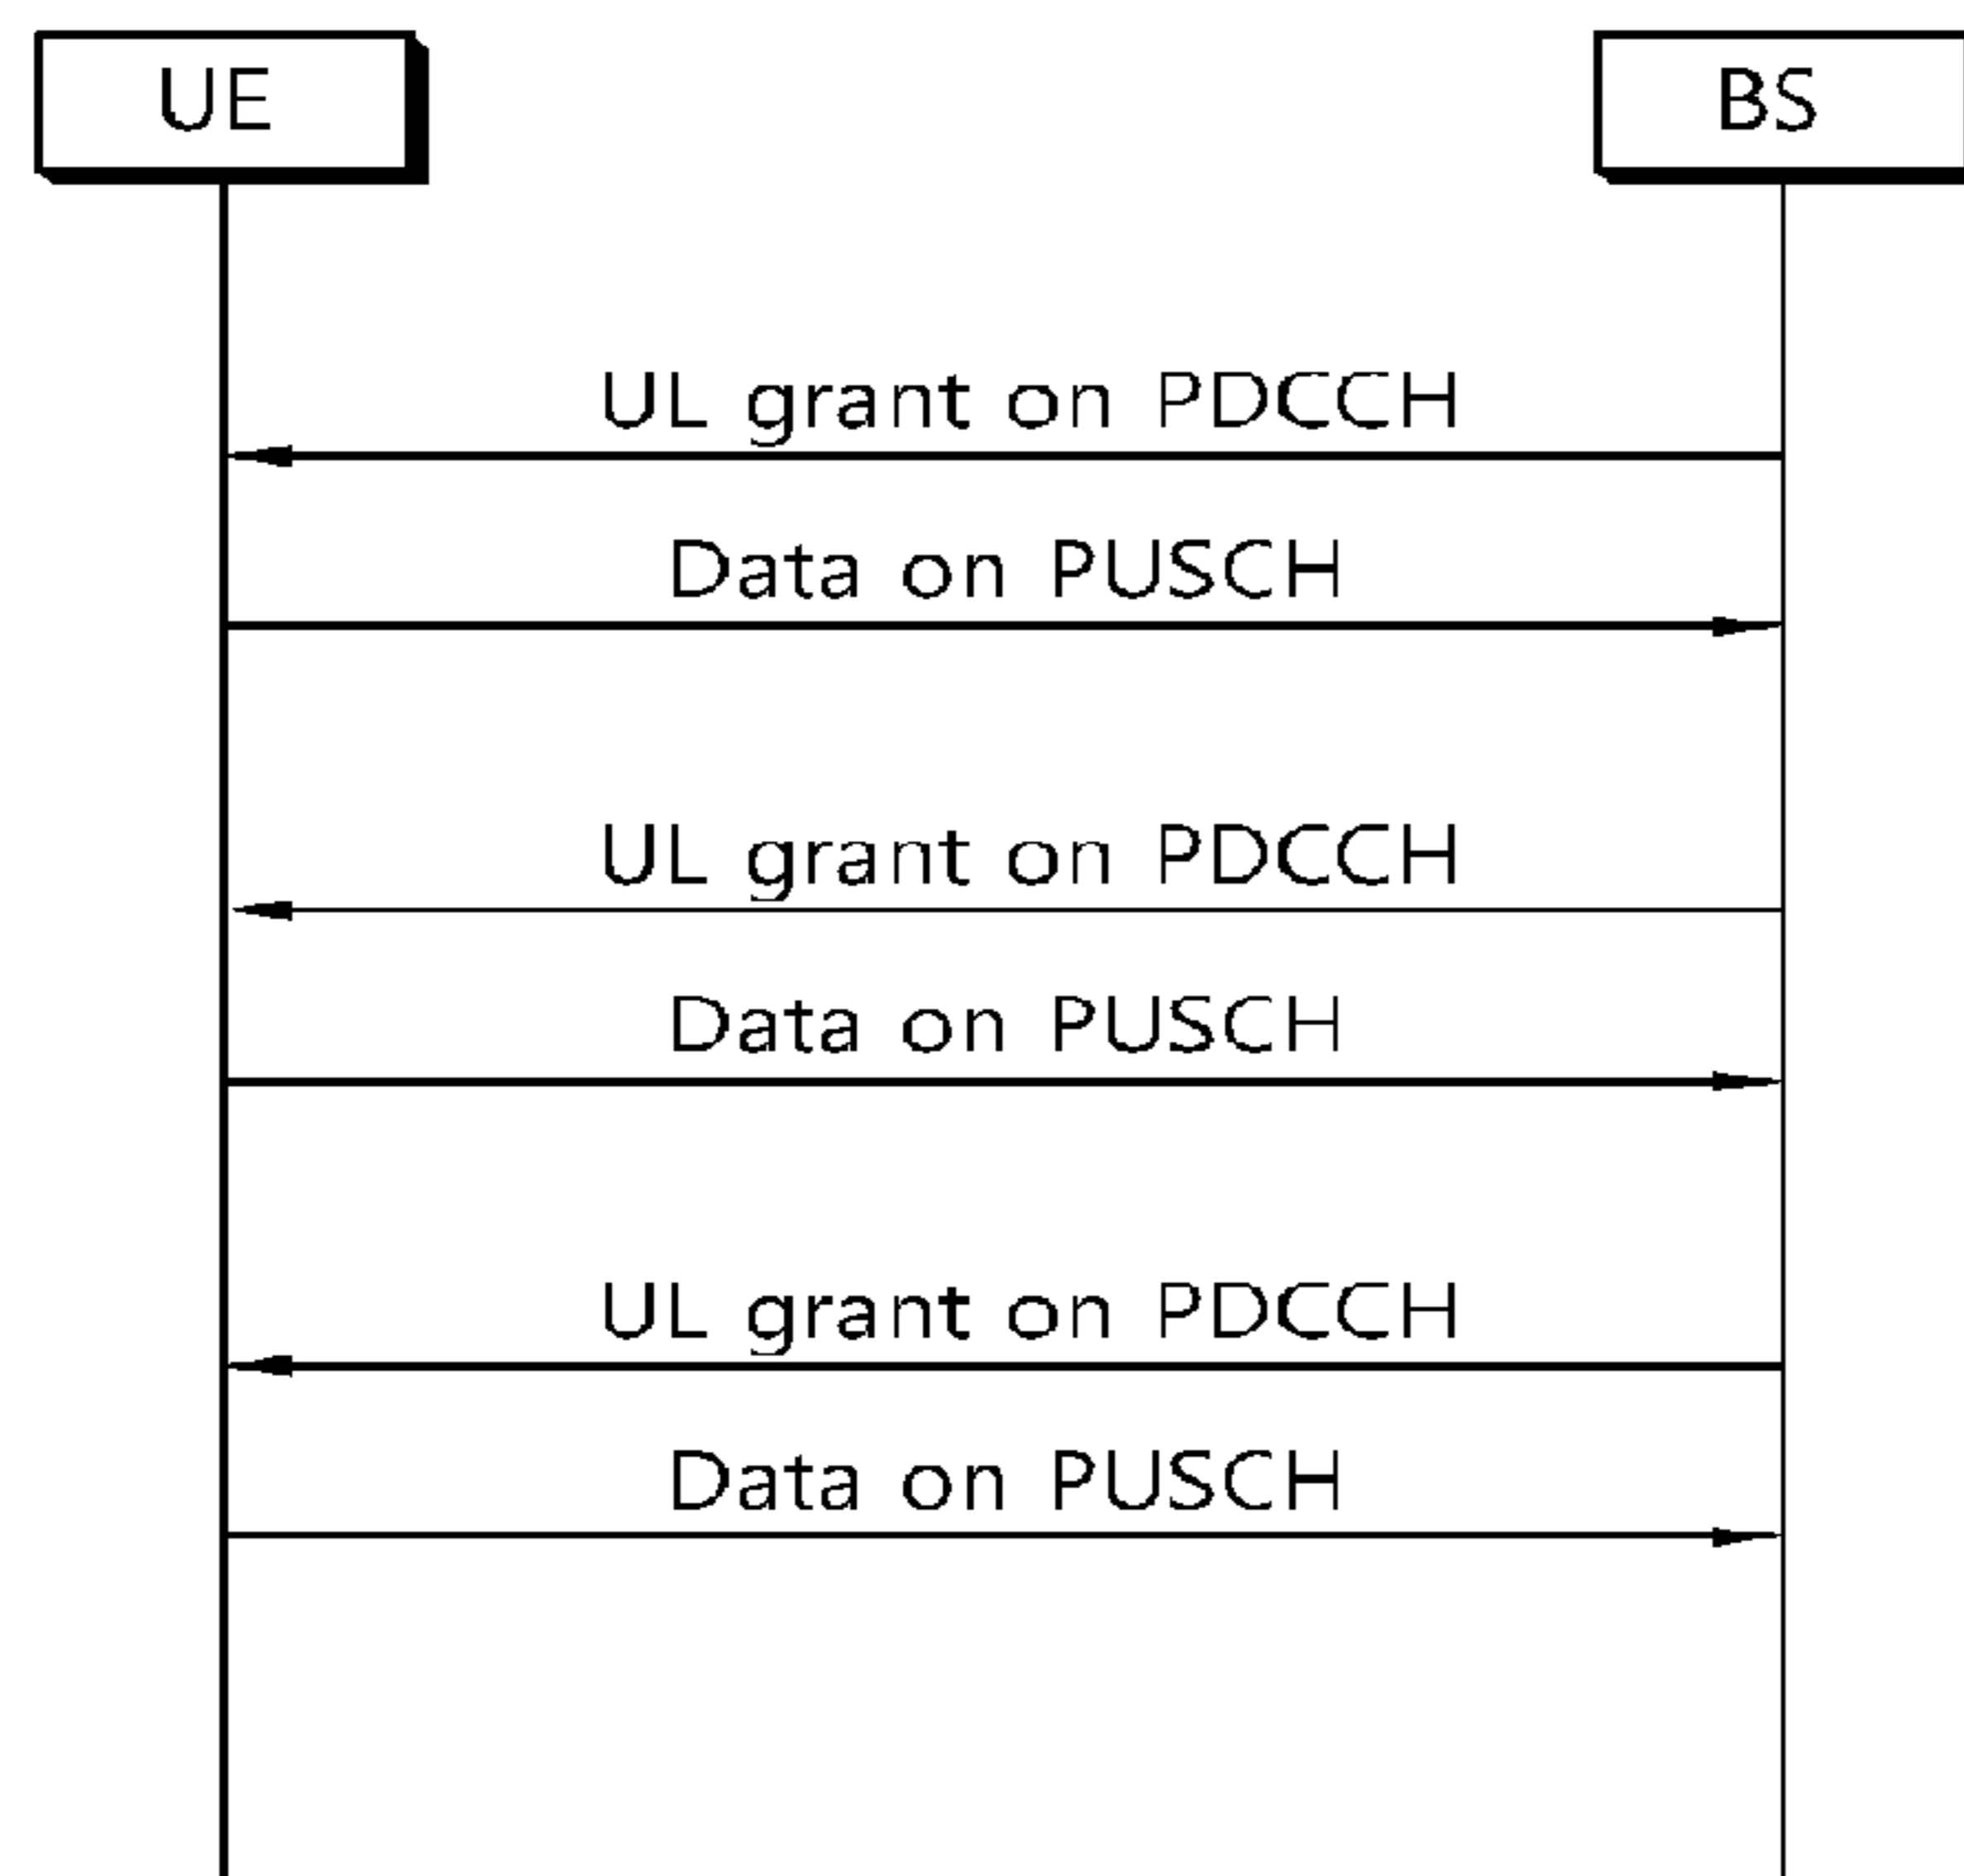 UE
BS
UL grant on PDCCH
Data on PUSCH
UL grant on PDCCH
Data on PUSCH
UL grant on PDCCH
Data on PUSCH